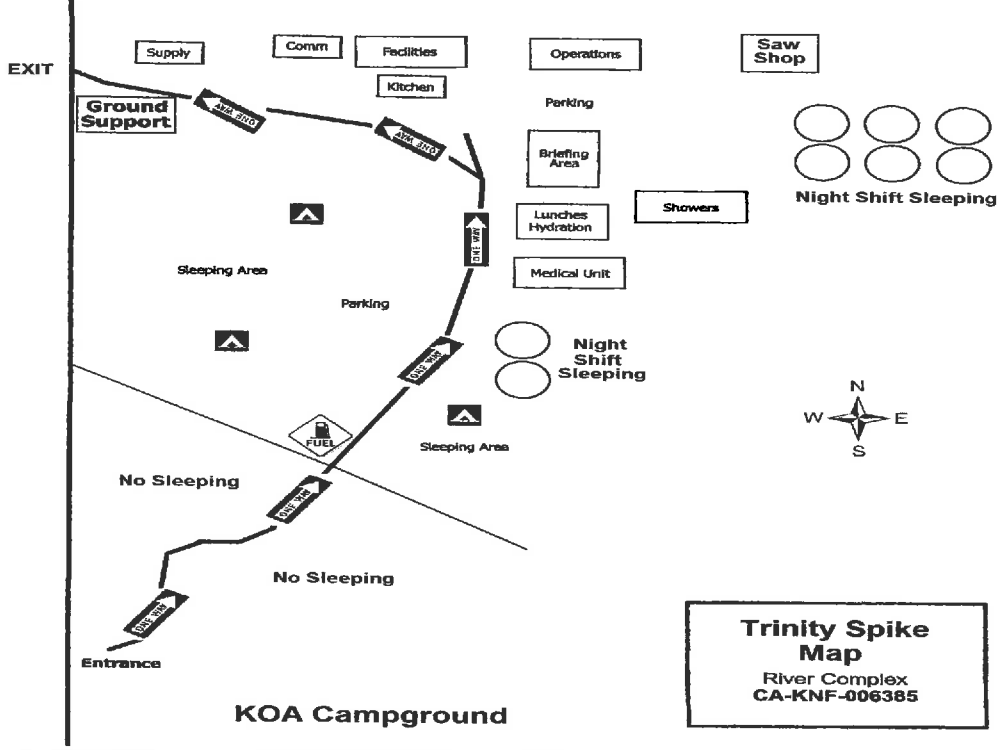 Supply
Comm
Facilities
Operations
Saw
Shop
EXIT
Kitchen
Ground
Support
ONE WAY
ONE WAY
Parking
Briefing
Area
Night Shift Sleeping
Showers
Lunches
Hydration
ONE WAY
Sleeping Area
Medical Unit
Parking
ONE WAY
Night
Shift
Sleeping
N
W E
S
FUEL
Sleeping Area
No Sleeping
ONE WAY
No Sleeping
ONE WAY
Entrance
Trinity Spike
Map
River Complex
CA-KNF-006385
KOA Campground